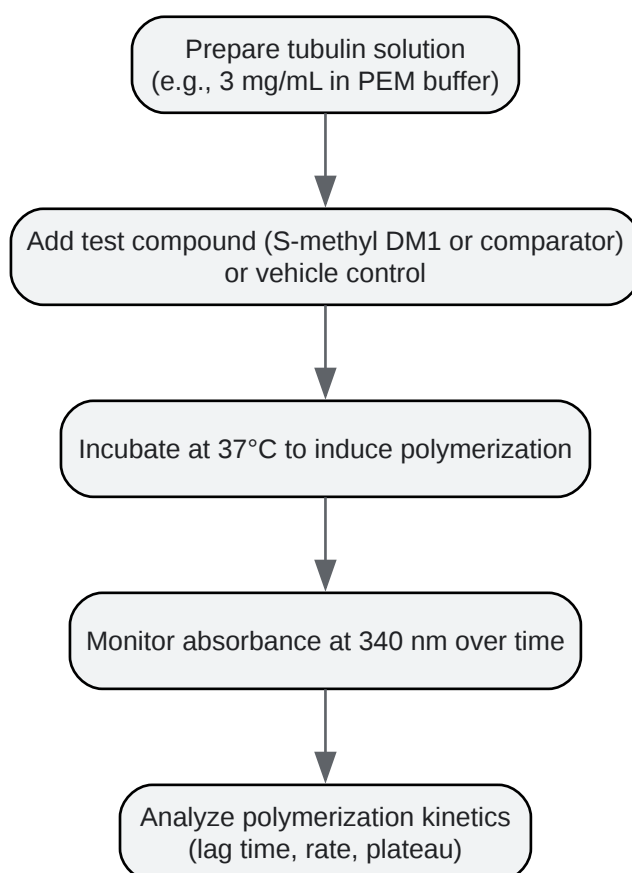 Prepare tubulin solution
(e.g., 3 mg/mL in PEM buffer)
Add test compound (S-methyl DM1 or comparator)
or vehicle control
Incubate at 37°C to induce polymerization
Monitor absorbance at 340 nm over time
Analyze polymerization kinetics
(lag time, rate, plateau)